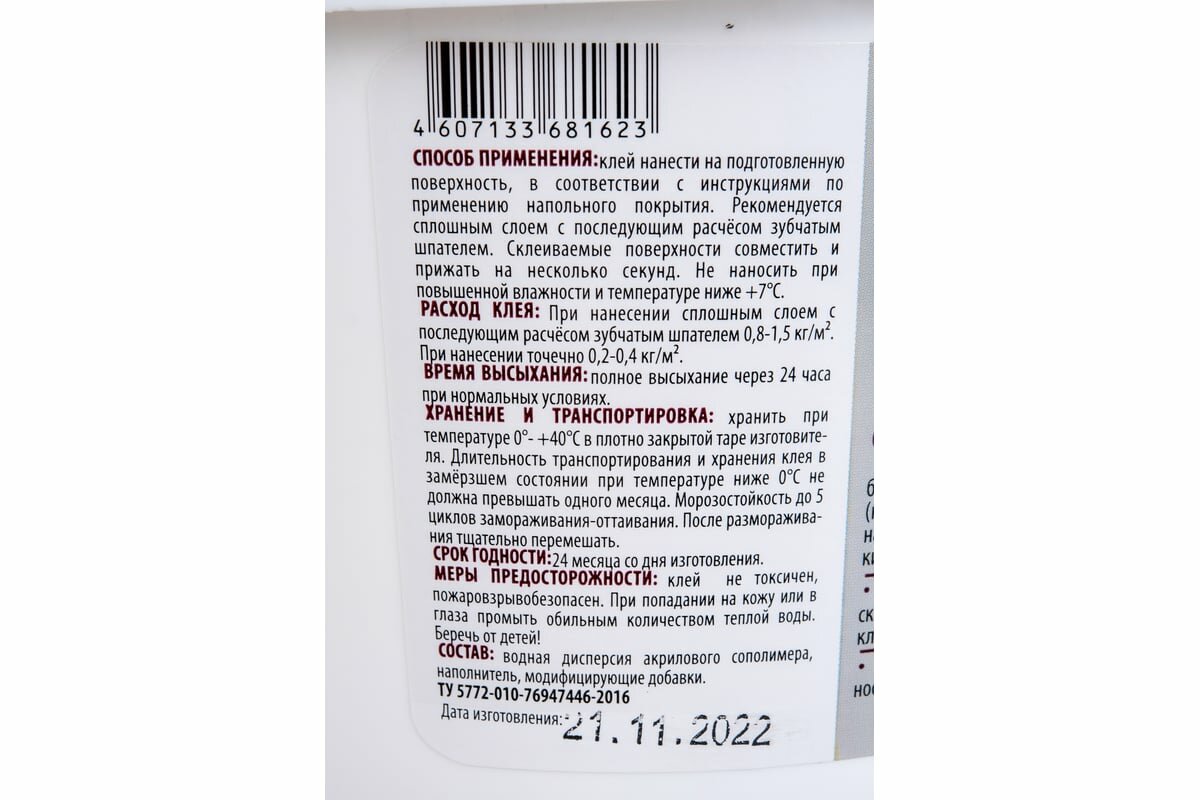 4 607133 681623
СПОСОБ ПРИМЕНЕНИЯ:клей нанести на подготовленную
поверхность, в соответствии с инструкциями по
применению напольного покрытия. Рекомендуется
сплошным слоем с последующим расчёсом зубчатым
шпателем. Склеиваемые поверхности совместить и
прижать на несколько секунд. Не наносить при
повышенной влажности и температуре ниже +7°С.
РАСХОД КЛЕЯ: При нанесении сплошным слоем с
последующим расчёсом зубчатым шпателем 0,8-1,5 кг/м².
При нанесении точечно 0,2-0,4 кг/м².
ВРЕМЯ ВЫСЫХАНИЯ:полное высыхание через 24 часа
при нормальных условиях.
ХРАНЕНИЕ И ТРАНСПОРТИРОВКА: хранить при
температуре 0°- +40°С в плотно закрытой таре изготовите-
ля. Длительность транспортирования и хранения клея в
замёрзшем состоянии при температуре ниже 0°С не
должна превышать одного месяца. Морозостойкость до 5
циклов замораживания-оттаивания. После разморажива-
ния тщательно перемешать.
СРОК ГОДНОСТИ:24 месяца со дня изготовления.
МЕРЫ ПРЕДОСТОРОЖНОСТИ: клей не токсичен,
пожаровзрывобезопасен. При попадании на кожу или в
глаза промыть обильным количеством теплой воды.
Беречь от детей!
СОСТАВ: водная дисперсия акрилового сополимера,
наполнитель, модифицирующие добавки.
ТУ 5772-010-76947446-2016
Дата изготовления: 21.11.2022